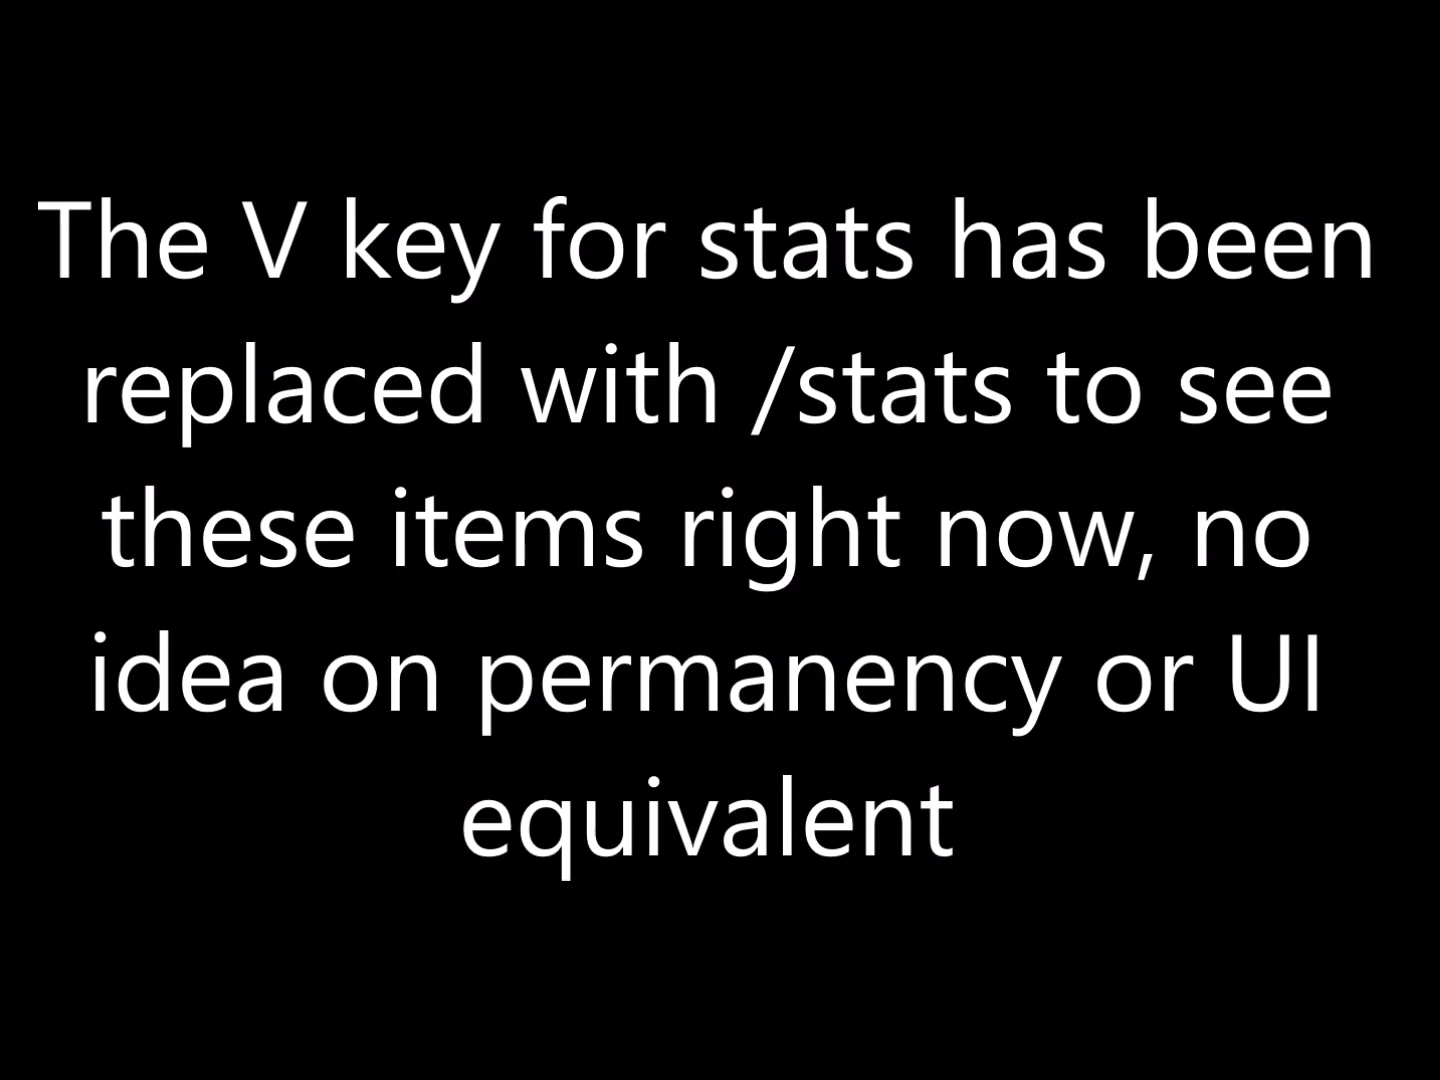 The V key for stats has been
replaced with /stats to see
these items right now, no
idea on permanency or UI
equivalent